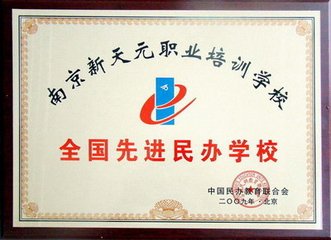 南京新天元职业培训学校
全国先进民办学校
中国民办教育联合会
二〇〇九年·北京